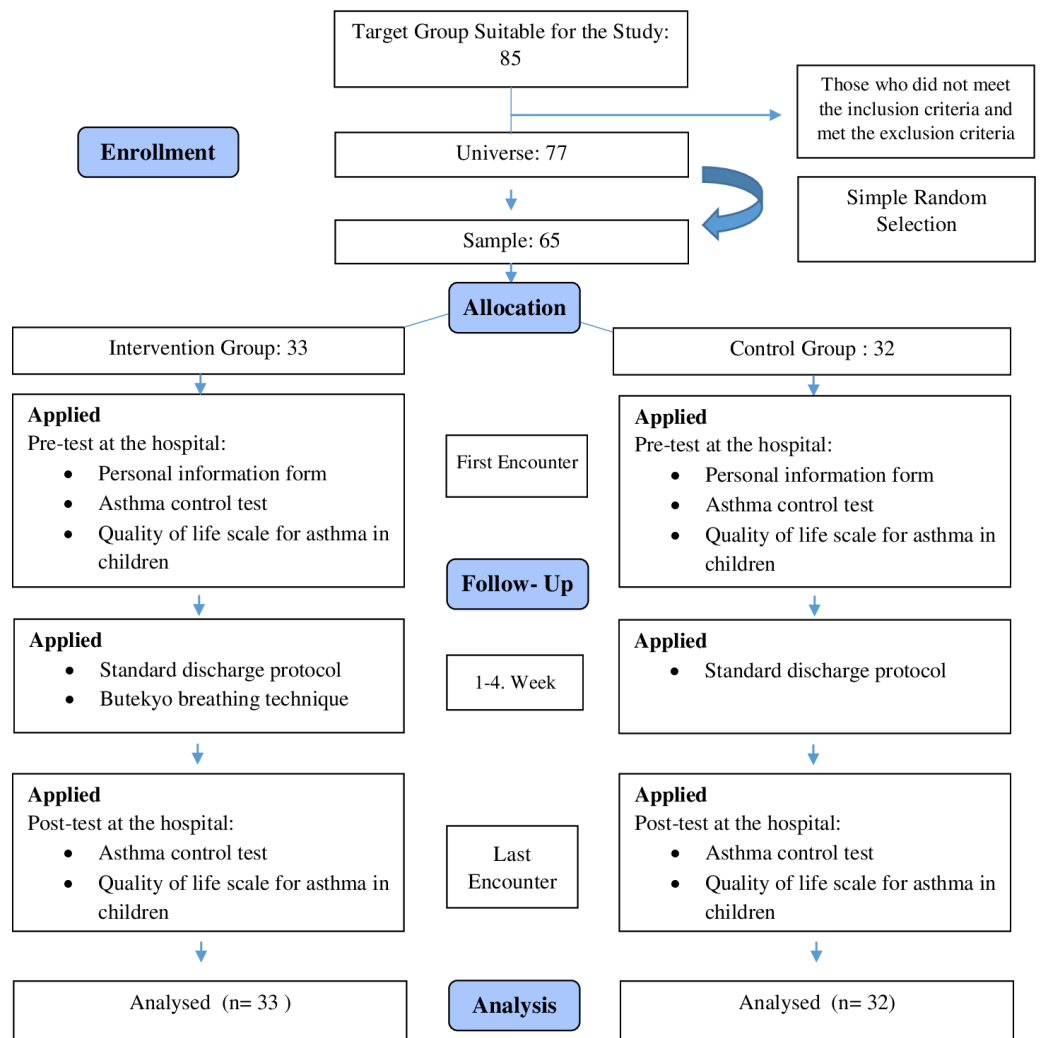 Target Group Suitable for the Study:
85
Those who did not meet
the inclusion criteria and
met the exclusion criteria
Enrollment
Universe: 77
Simple Random
Selection
Sample: 65
Allocation
Intervention Group: 33
Control Group : 32
Applied
Pre-test at the hospital:
• Personal information form
• Asthma control test
• Quality of life scale for asthma in
children
First Encounter
Applied
Pre-test at the hospital:
• Personal information form
• Asthma control test
• Quality of life scale for asthma in
children
Follow- Up
Applied
• Standard discharge protocol
• Butekyo breathing technique
1-4. Week
Applied
• Standard discharge protocol
Applied
Post-test at the hospital:
• Asthma control test
• Quality of life scale for asthma in
children
Last
Encounter
Applied
Post-test at the hospital:
• Asthma control test
• Quality of life scale for asthma in
children
Analysed (n= 33 )
Analysis
Analysed (n= 32)